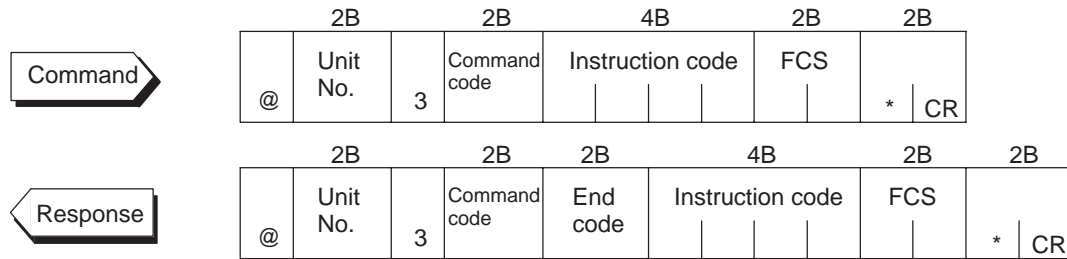 2B 2B 4B 2B 2B
Command
Unit No. Command code Instruction code FCS
@ 3 * CR
2B 2B 2B 4B 2B 2B
Response
Unit No. Command code End code Instruction code FCS
@ 3 * CR